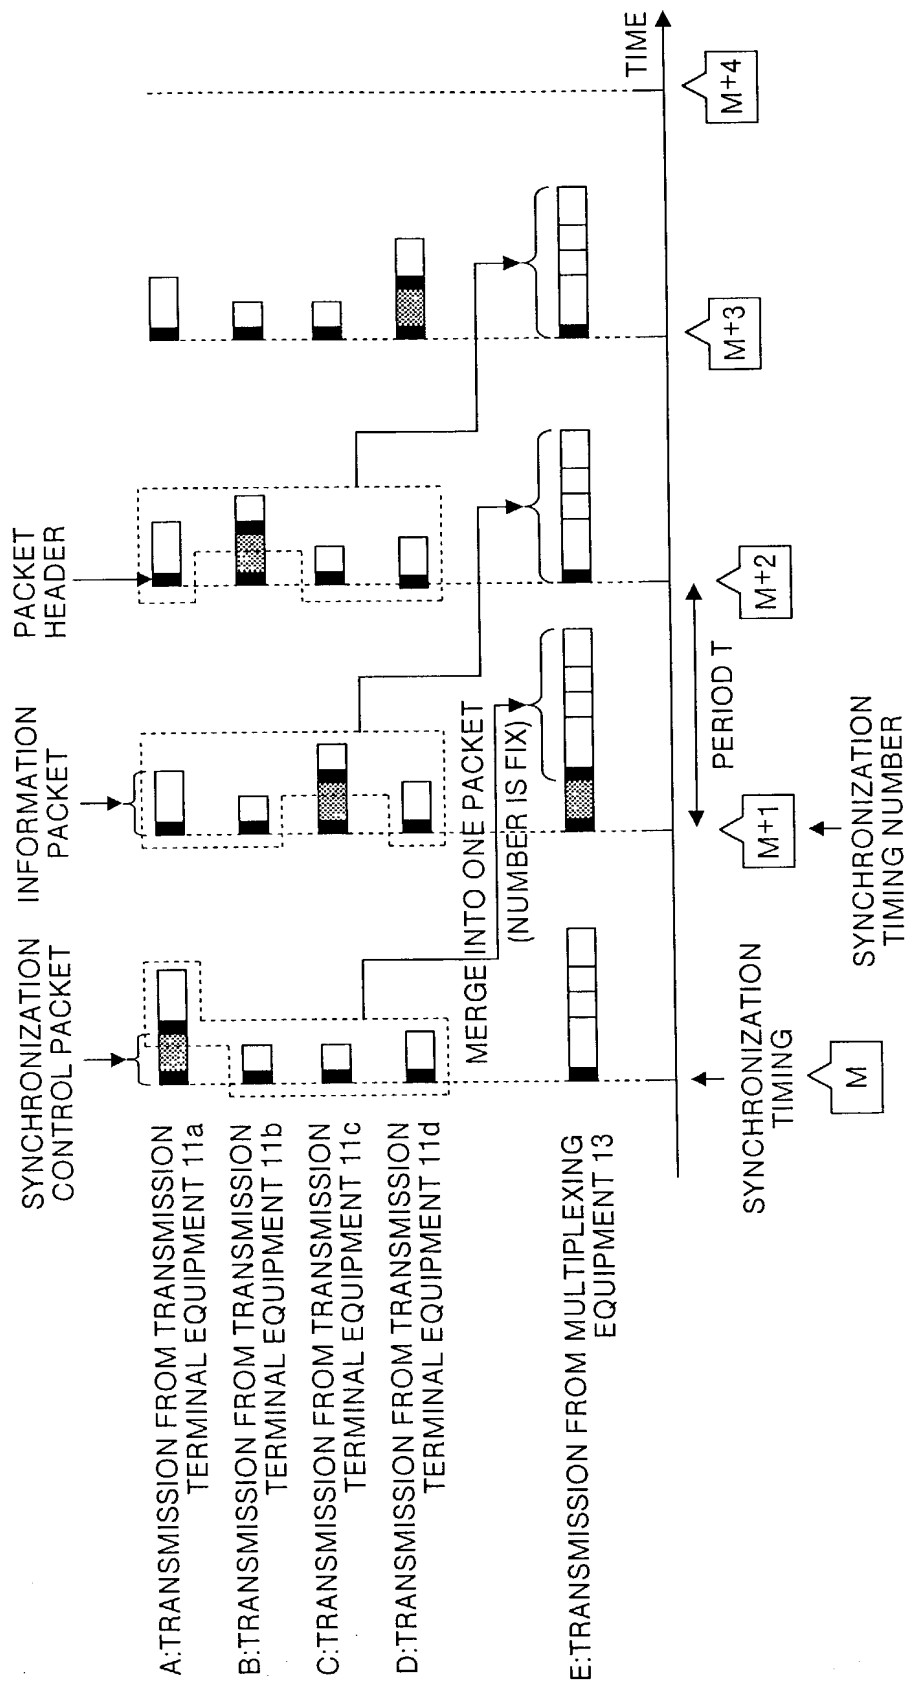 SYNCHRONIZATION
CONTROL PACKET
INFORMATION
PACKET
PACKET
HEADER
A:TRANSMISSION FROM TRANSMISSION
TERMINAL EQUIPMENT 11a
B:TRANSMISSION FROM TRANSMISSION
TERMINAL EQUIPMENT 11b
C:TRANSMISSION FROM TRANSMISSION
TERMINAL EQUIPMENT 11c
D:TRANSMISSION FROM TRANSMISSION
TERMINAL EQUIPMENT 11d
MERGE INTO ONE PACKET
(NUMBER IS FIX)
E:TRANSMISSION FROM MULTIPLEXING
EQUIPMENT 13
TIME
PERIOD T
SYNCHRONIZATION
TIMING
M
M+1
M+2
M+3
M+4
SYNCHRONIZATION
TIMING NUMBER